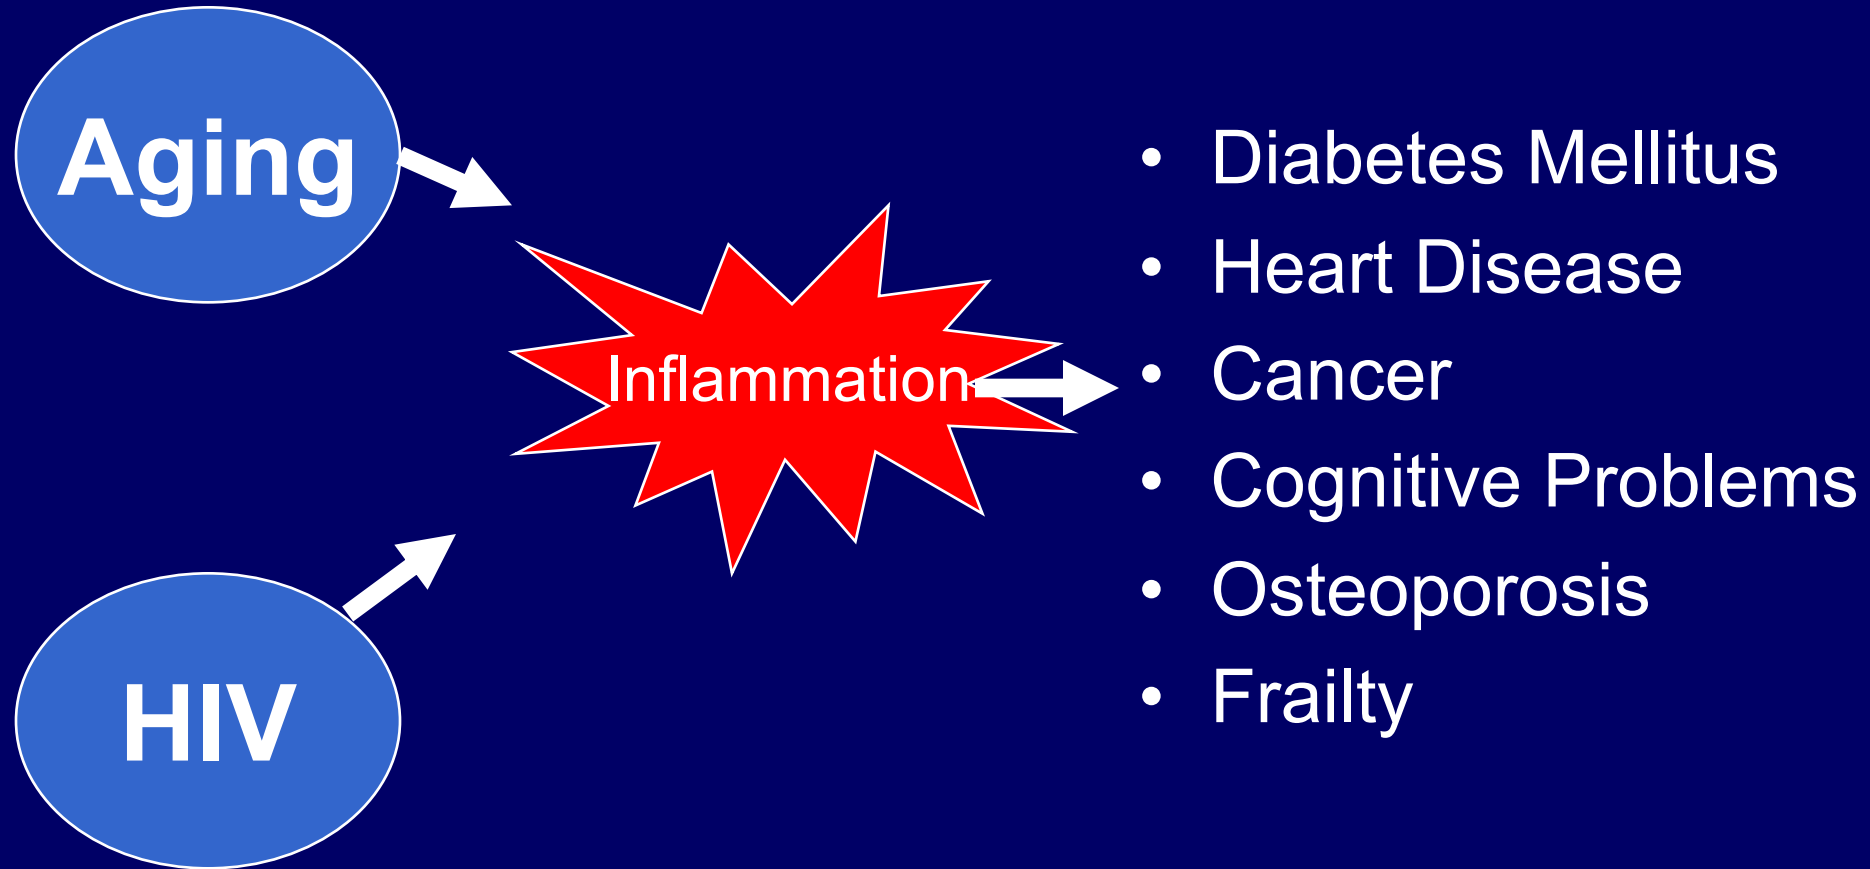 Aging
HIV
Inflammation
• Diabetes Mellitus
• Heart Disease
• Cancer
• Cognitive Problems
• Osteoporosis
• Frailty